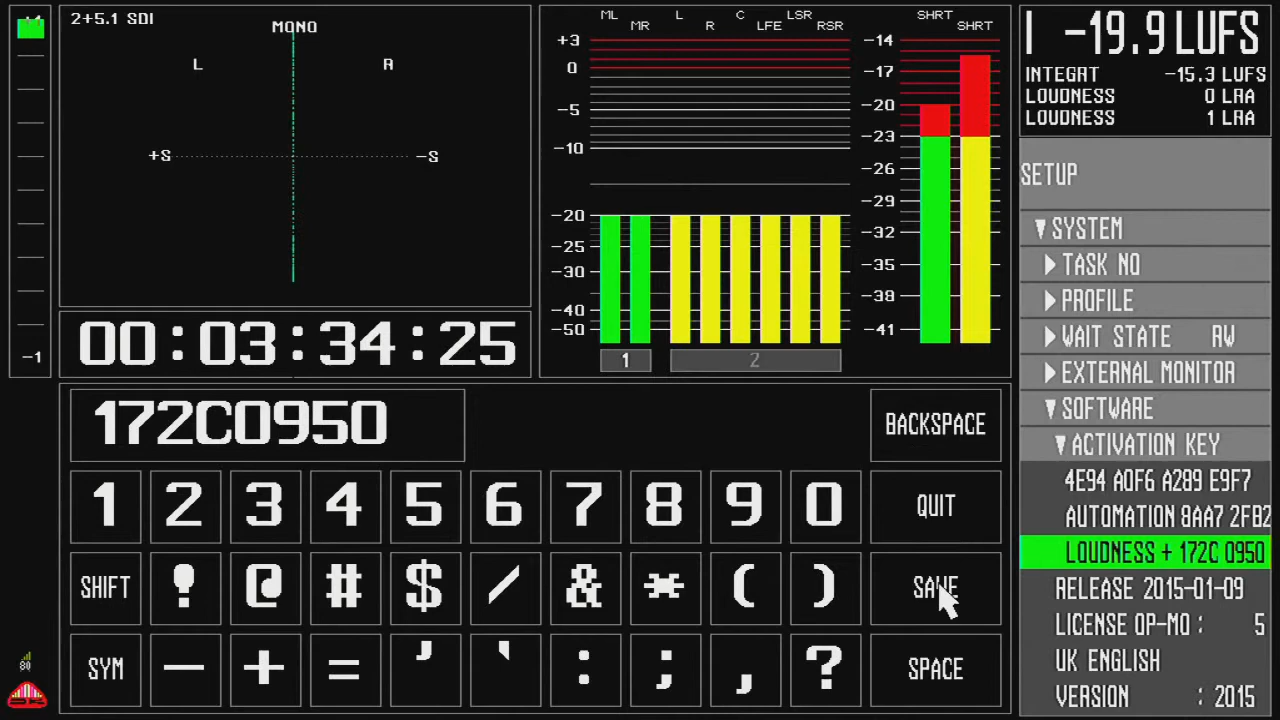 +1
2+5.1 SDI
MONO
L
R
+S
-S
-1
00:03:34:25
ML L C LSR
MR R LFE RSR
+3
0
-5
-10
-20
-25
-30
-40
-50
1
2
SHRT
SHRT
-14
-17
-20
-23
-26
-29
-32
-35
-38
-41
I -19.9 LUFS
INTEGRT -15.3 LUFS
LOUDNESS 0 LRA
LOUDNESS 1 LRA
SETUP
SYSTEM
TASK NO
PROFILE
WAIT STATE RW
EXTERNAL MONITOR
SOFTWARE
ACTIVATION KEY
4E94 A0F6 A289 E9F7
AUTOMATION 8AA7 2FB2
LOUDNESS + 172C 0950
RELEASE 2015-01-09
LICENSE OP-MO : 5
UK ENGLISH
VERSION : 2015
172C0950
BACKSPACE
1 2 3 4 5 6 7 8 9 0 QUIT
SHIFT ! @ # $ / & * ( ) SAVE
SYM - + = ' ` : ; , ? SPACE
80